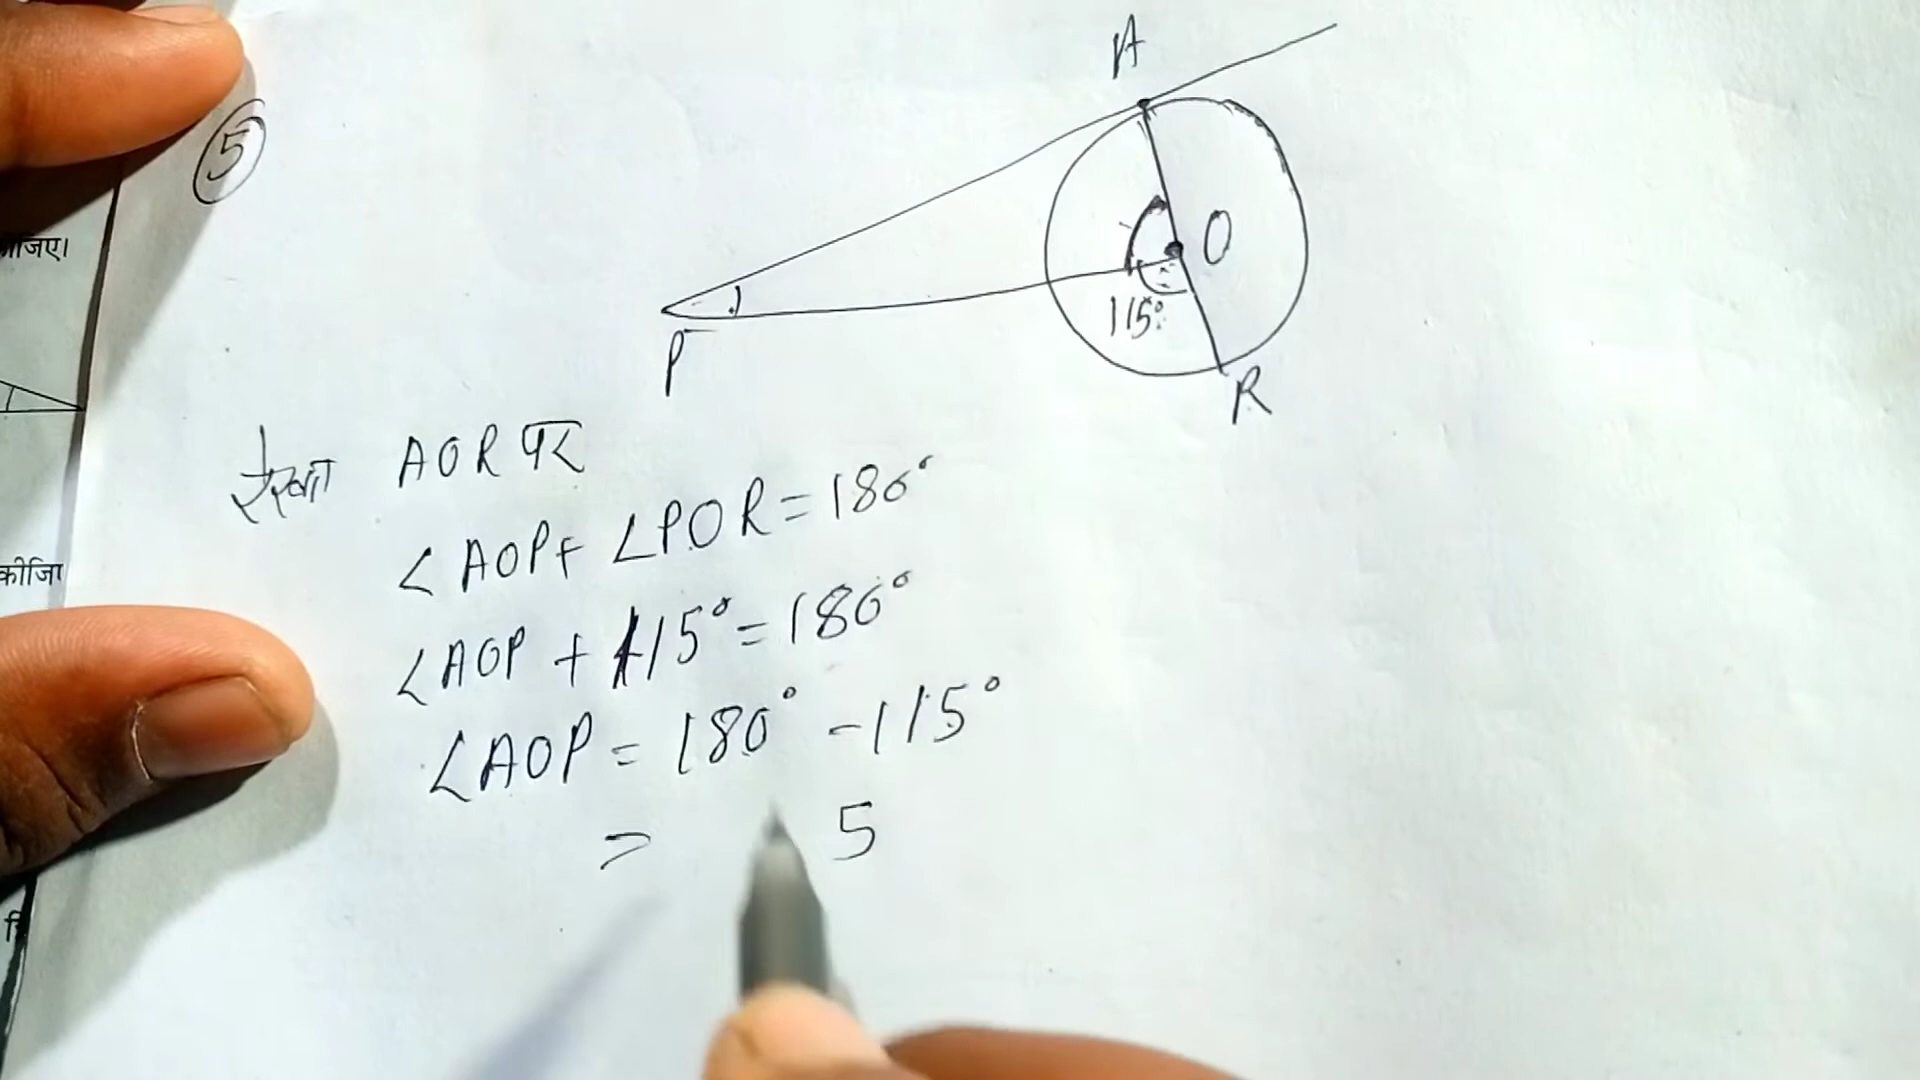 5
A
O
115°
P
R
रेखा AOR पर
∠AOP+ ∠POR=180°
∠AOP + 115°=180°
∠AOP = 180° -115°
= 5
कीजि